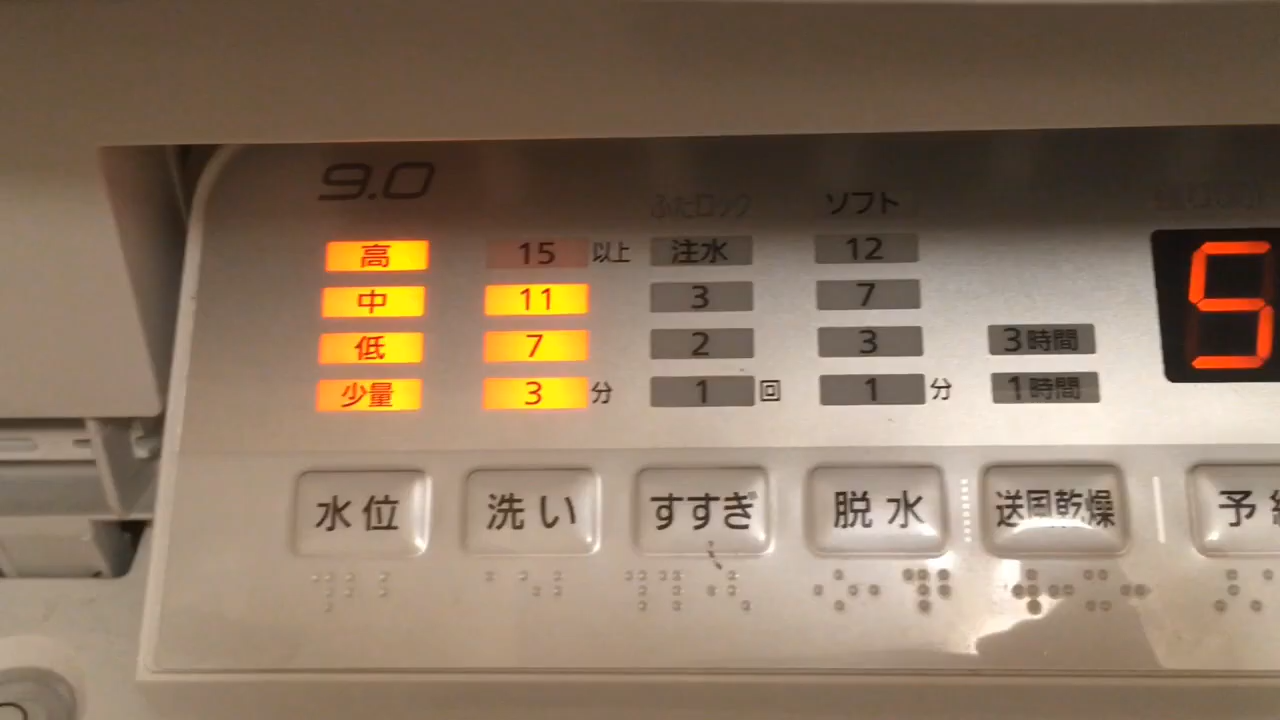 9.0
ふたロック ソフト
高 15 以上 注水 12
中 11 3 7
低 7 2 3 3時間
少量 3 分 1 回 1 分 1時間
5
水位 洗い すすぎ 脱水 送風乾燥 予